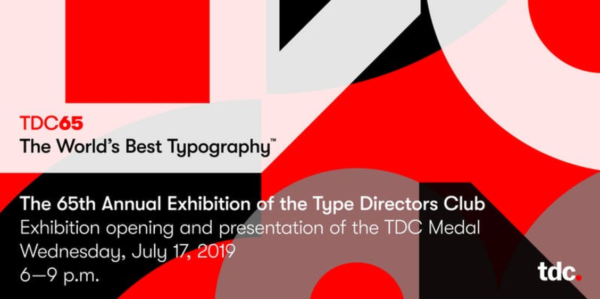 TDC65
The World's Best Typography™
The 65th Annual Exhibition of the Type Directors Club
Exhibition opening and presentation of the TDC Medal
Wednesday, July 17, 2019
6—9 p.m.
tdc.